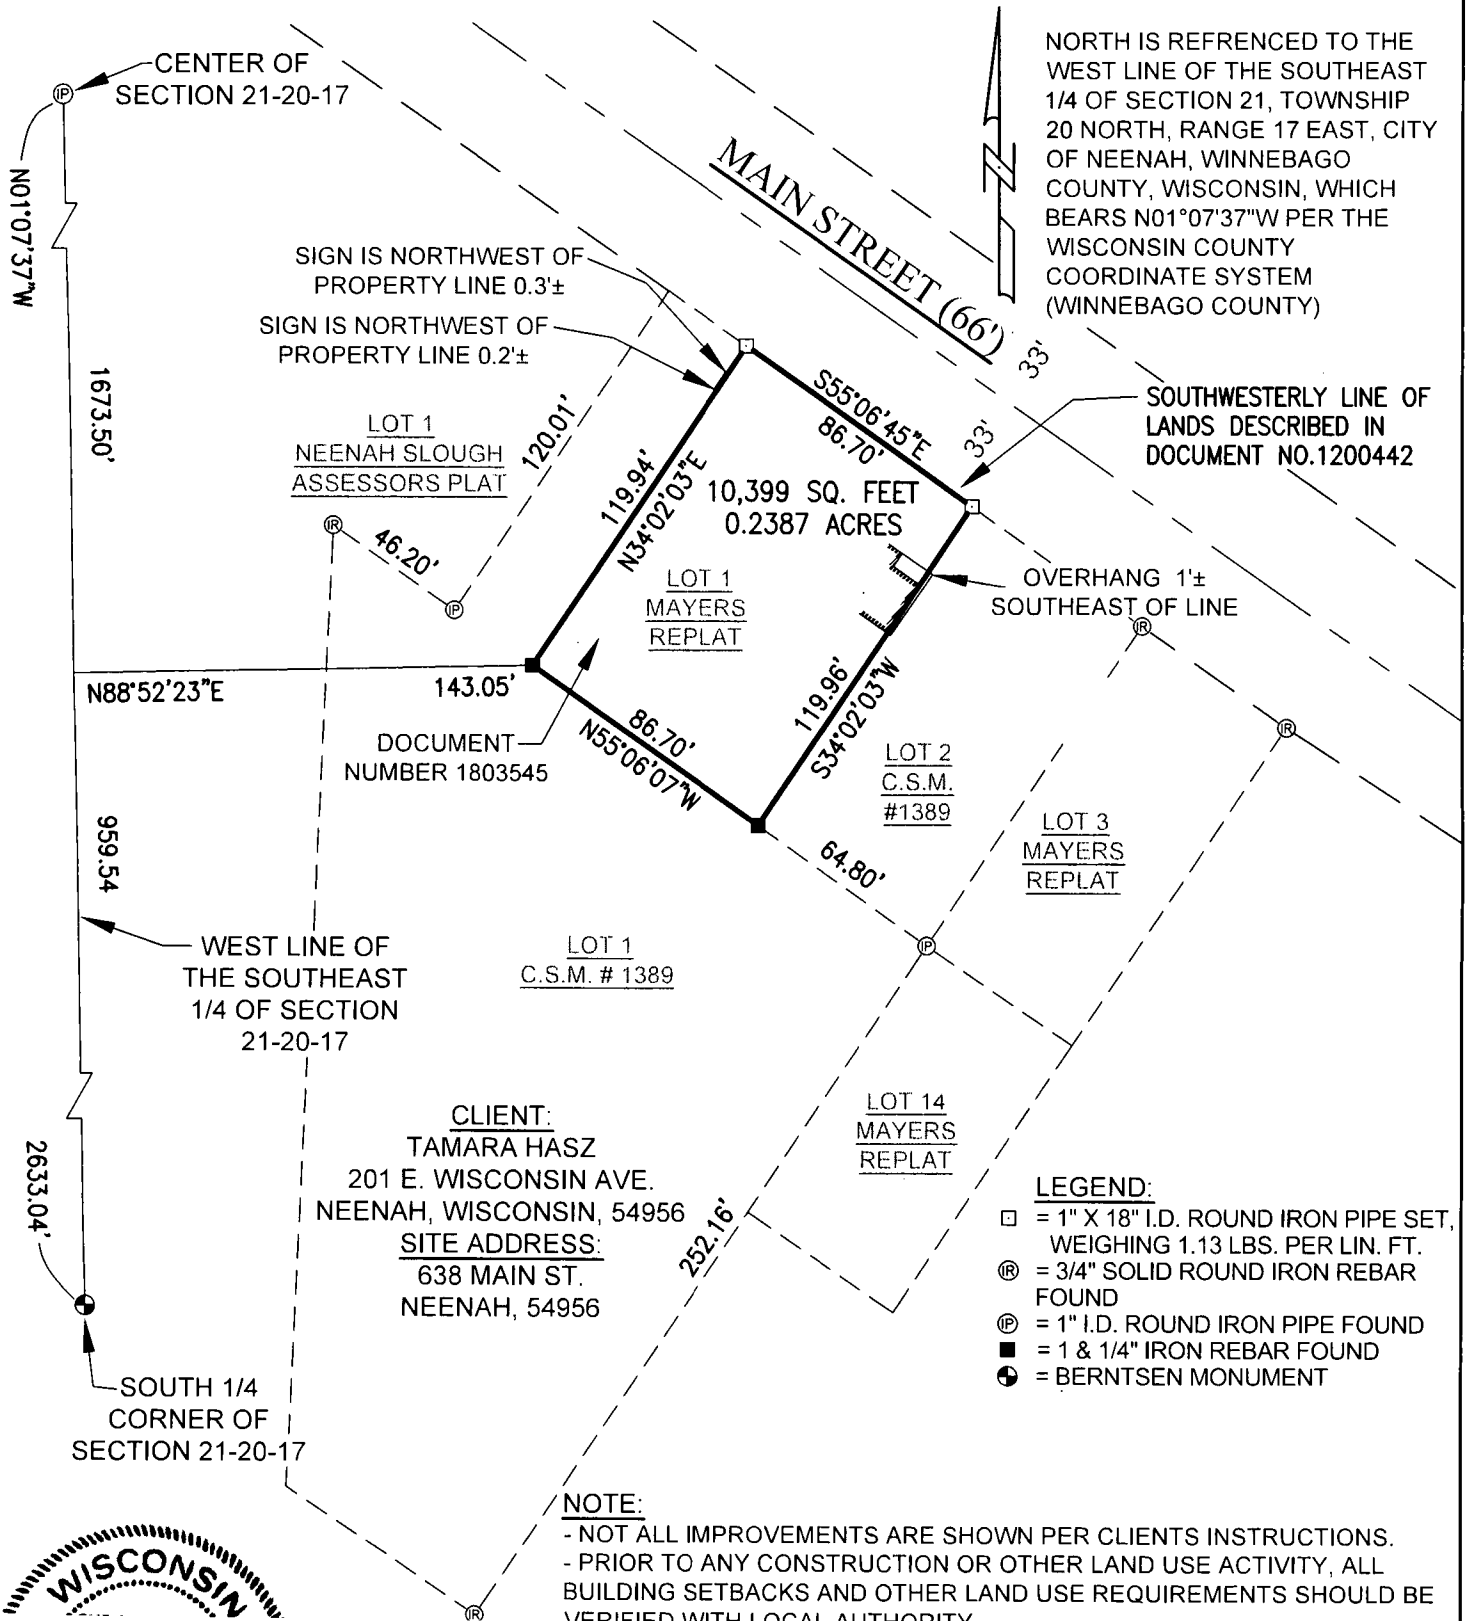 CENTER OF
SECTION 21-20-17
NORTH IS REFRENCED TO THE
WEST LINE OF THE SOUTHEAST
1/4 OF SECTION 21, TOWNSHIP
20 NORTH, RANGE 17 EAST, CITY
OF NEENAH, WINNEBAGO
COUNTY, WISCONSIN, WHICH
BEARS N01°07'37"W PER THE
WISCONSIN COUNTY
COORDINATE SYSTEM
(WINNEBAGO COUNTY)
N
IP
N01°07'37"W
MAIN STREET (66')
33'
33'
SIGN IS NORTHWEST OF
PROPERTY LINE 0.3'±
SIGN IS NORTHWEST OF
PROPERTY LINE 0.2'±
1673.50'
LOT 1
NEENAH SLOUGH
ASSESSORS PLAT
120.01'
S55°06'45"E
86.70'
SOUTHWESTERLY LINE OF
LANDS DESCRIBED IN
DOCUMENT NO.1200442
119.94'
N34°02'03"E
10,399 SQ. FEET
0.2387 ACRES
IR
46.20'
IP
LOT 1
MAYERS
REPLAT
OVERHANG 1'±
SOUTHEAST OF LINE
IR
N88°52'23"E
143.05'
119.96'
S34°02'03"W
DOCUMENT
NUMBER 1803545
86.70'
N55°06'07"W
IR
LOT 2
C.S.M.
#1389
LOT 3
MAYERS
REPLAT
959.54
64.80'
IP
WEST LINE OF
THE SOUTHEAST
1/4 OF SECTION
21-20-17
LOT 1
C.S.M. # 1389
LOT 14
MAYERS
REPLAT
CLIENT:
TAMARA HASZ
201 E. WISCONSIN AVE.
NEENAH, WISCONSIN, 54956
SITE ADDRESS:
638 MAIN ST.
NEENAH, 54956
2633.04'
252.16'
LEGEND:
= 1" X 18" I.D. ROUND IRON PIPE SET,
WEIGHING 1.13 LBS. PER LIN. FT.
IR = 3/4" SOLID ROUND IRON REBAR
FOUND
IP = 1" I.D. ROUND IRON PIPE FOUND
■ = 1 & 1/4" IRON REBAR FOUND
= BERNTSEN MONUMENT
SOUTH 1/4
CORNER OF
SECTION 21-20-17
NOTE:
- NOT ALL IMPROVEMENTS ARE SHOWN PER CLIENTS INSTRUCTIONS.
- PRIOR TO ANY CONSTRUCTION OR OTHER LAND USE ACTIVITY, ALL
BUILDING SETBACKS AND OTHER LAND USE REQUIREMENTS SHOULD BE
VERIFIED WITH LOCAL AUTHORITY
IR
WISCONSIN